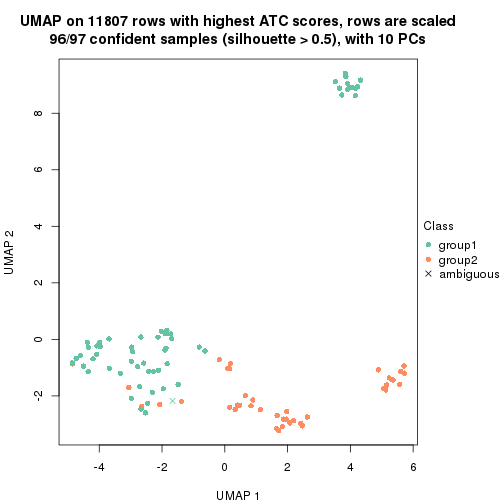 UMAP on 11807 rows with highest ATC scores, rows are scaled
96/97 confident samples (silhouette > 0.5), with 10 PCs
8
6
4
2
0
-2
UMAP 2
-4
-2
0
2
4
6
UMAP 1
Class
group1
group2
ambiguous